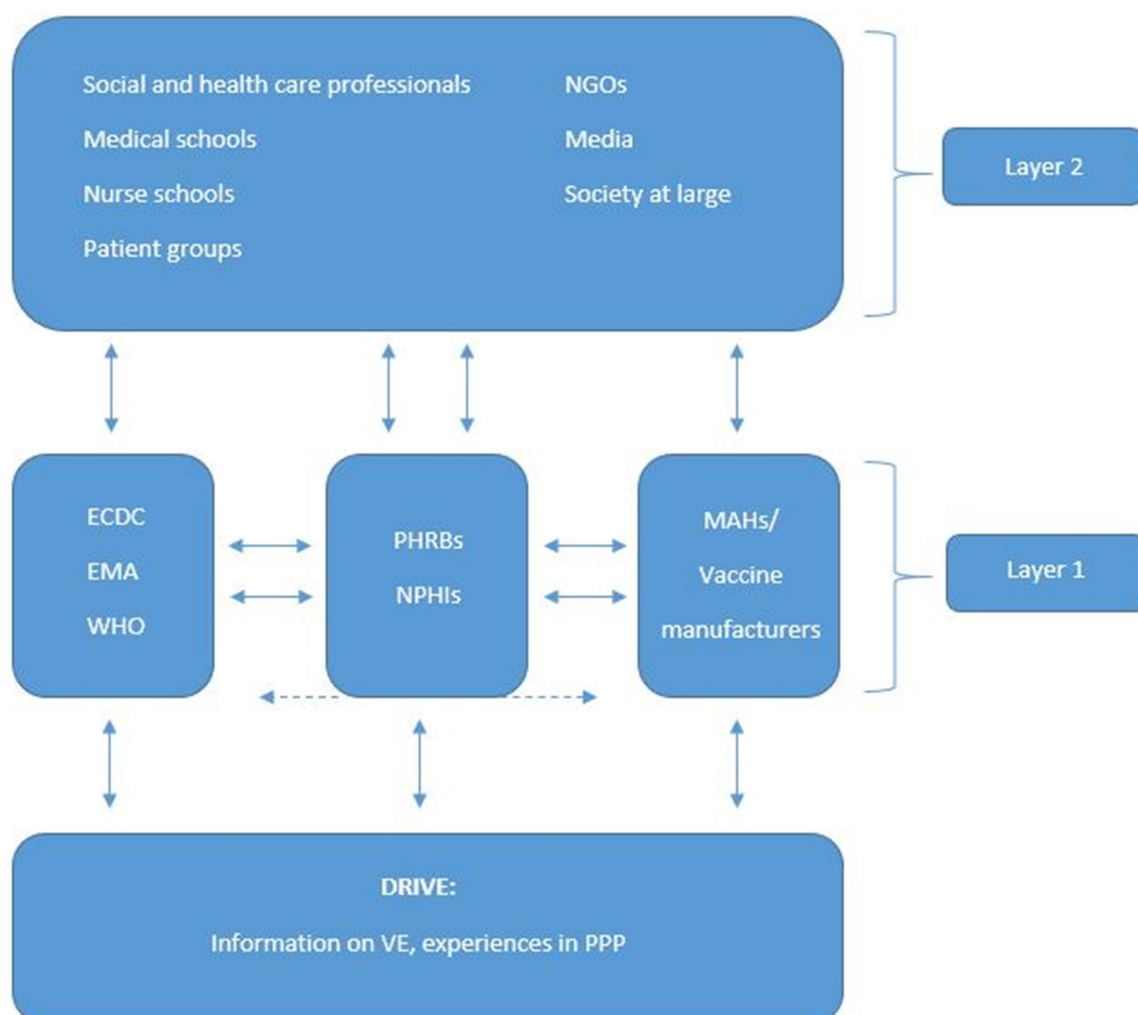 Social and health care professionals
Medical schools
Nurse schools
Patient groups
NGOs
Media
Society at large
Layer 2
ECDC
EMA
WHO
PHRBs
NPHIs
MAHs/
Vaccine
manufacturers
Layer 1
DRIVE:
Information on VE, experiences in PPP